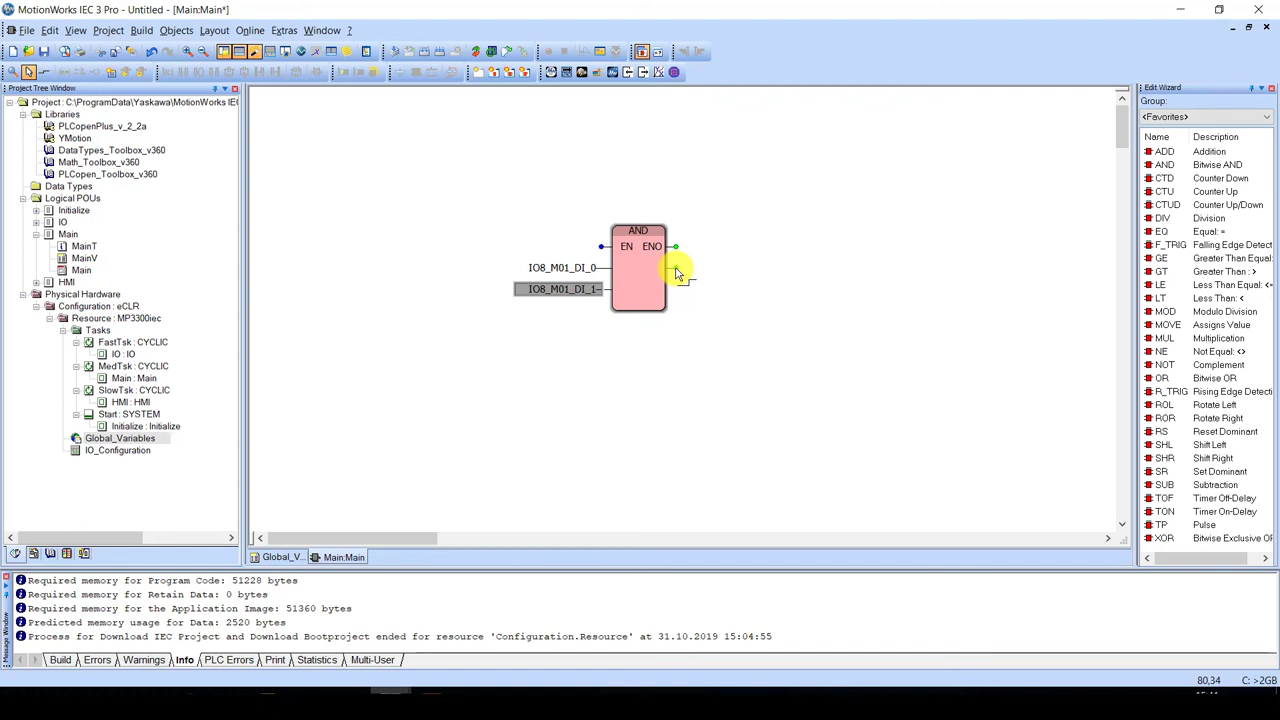 MotionWorks IEC 3 Pro - Untitled - [Main:Main*]
File Edit View Project Build Objects Layout Online Extras Window ?
Project Tree Window
Edit Wizard
Project : C:\ProgramData\Yaskawa\MotionWorks IEC
Group:
Libraries
<Favorites>
PLCopenPlus_v_2_2a
YMotion
Name Description
DataTypes_Toolbox_v360
ADD Addition
Math_Toolbox_v360
AND Bitwise AND
PLCopen_Toolbox_v360
CTD Counter Down
Data Types
CTU Counter Up
Logical POUs
CTUD Counter Up/Down
Initialize
DIV Division
IO
EQ Equal: =
Main
F_TRIG Falling Edge Detec
MainT
GE Greater Than Equal
MainV
GT Greater Than : >
Main
LE Less Than Equal: <=
HMI
LT Less Than: <
Physical Hardware
MOD Modulo Division
Configuration : eCLR
MOVE Assigns Value
Resource : MP3300iec
MUL Multiplication
Tasks
NE Not Equal: <>
FastTsk : CYCLIC
NOT Complement
IO : IO
OR Bitwise OR
MedTsk : CYCLIC
R_TRIG Rising Edge Detecti
Main : Main
ROL Rotate Left
SlowTsk : CYCLIC
ROR Rotate Right
HMI : HMI
RS Reset Dominant
Start : SYSTEM
SHL Shift Left
Initialize : Initialize
SHR Shift Right
Global_Variables
SR Set Dominant
IO_Configuration
SUB Subtraction
TOF Timer Off-Delay
TON Timer On-Delay
TP Pulse
XOR Bitwise Exclusive OF
AND
EN ENO
IO8_M01_DI_0
IO8_M01_DI_1
Global_V... Main:Main
Message Window
Required memory for Program Code: 51228 bytes
Required memory for Retain Data: 0 bytes
Required memory for the Application Image: 51360 bytes
Predicted memory usage for Data: 2520 bytes
Process for Download IEC Project and Download Bootproject ended for resource 'Configuration.Resource' at 31.10.2019 15:04:55
Build Errors Warnings Info PLC Errors Print Statistics Multi-User
80,34 C: >2GB